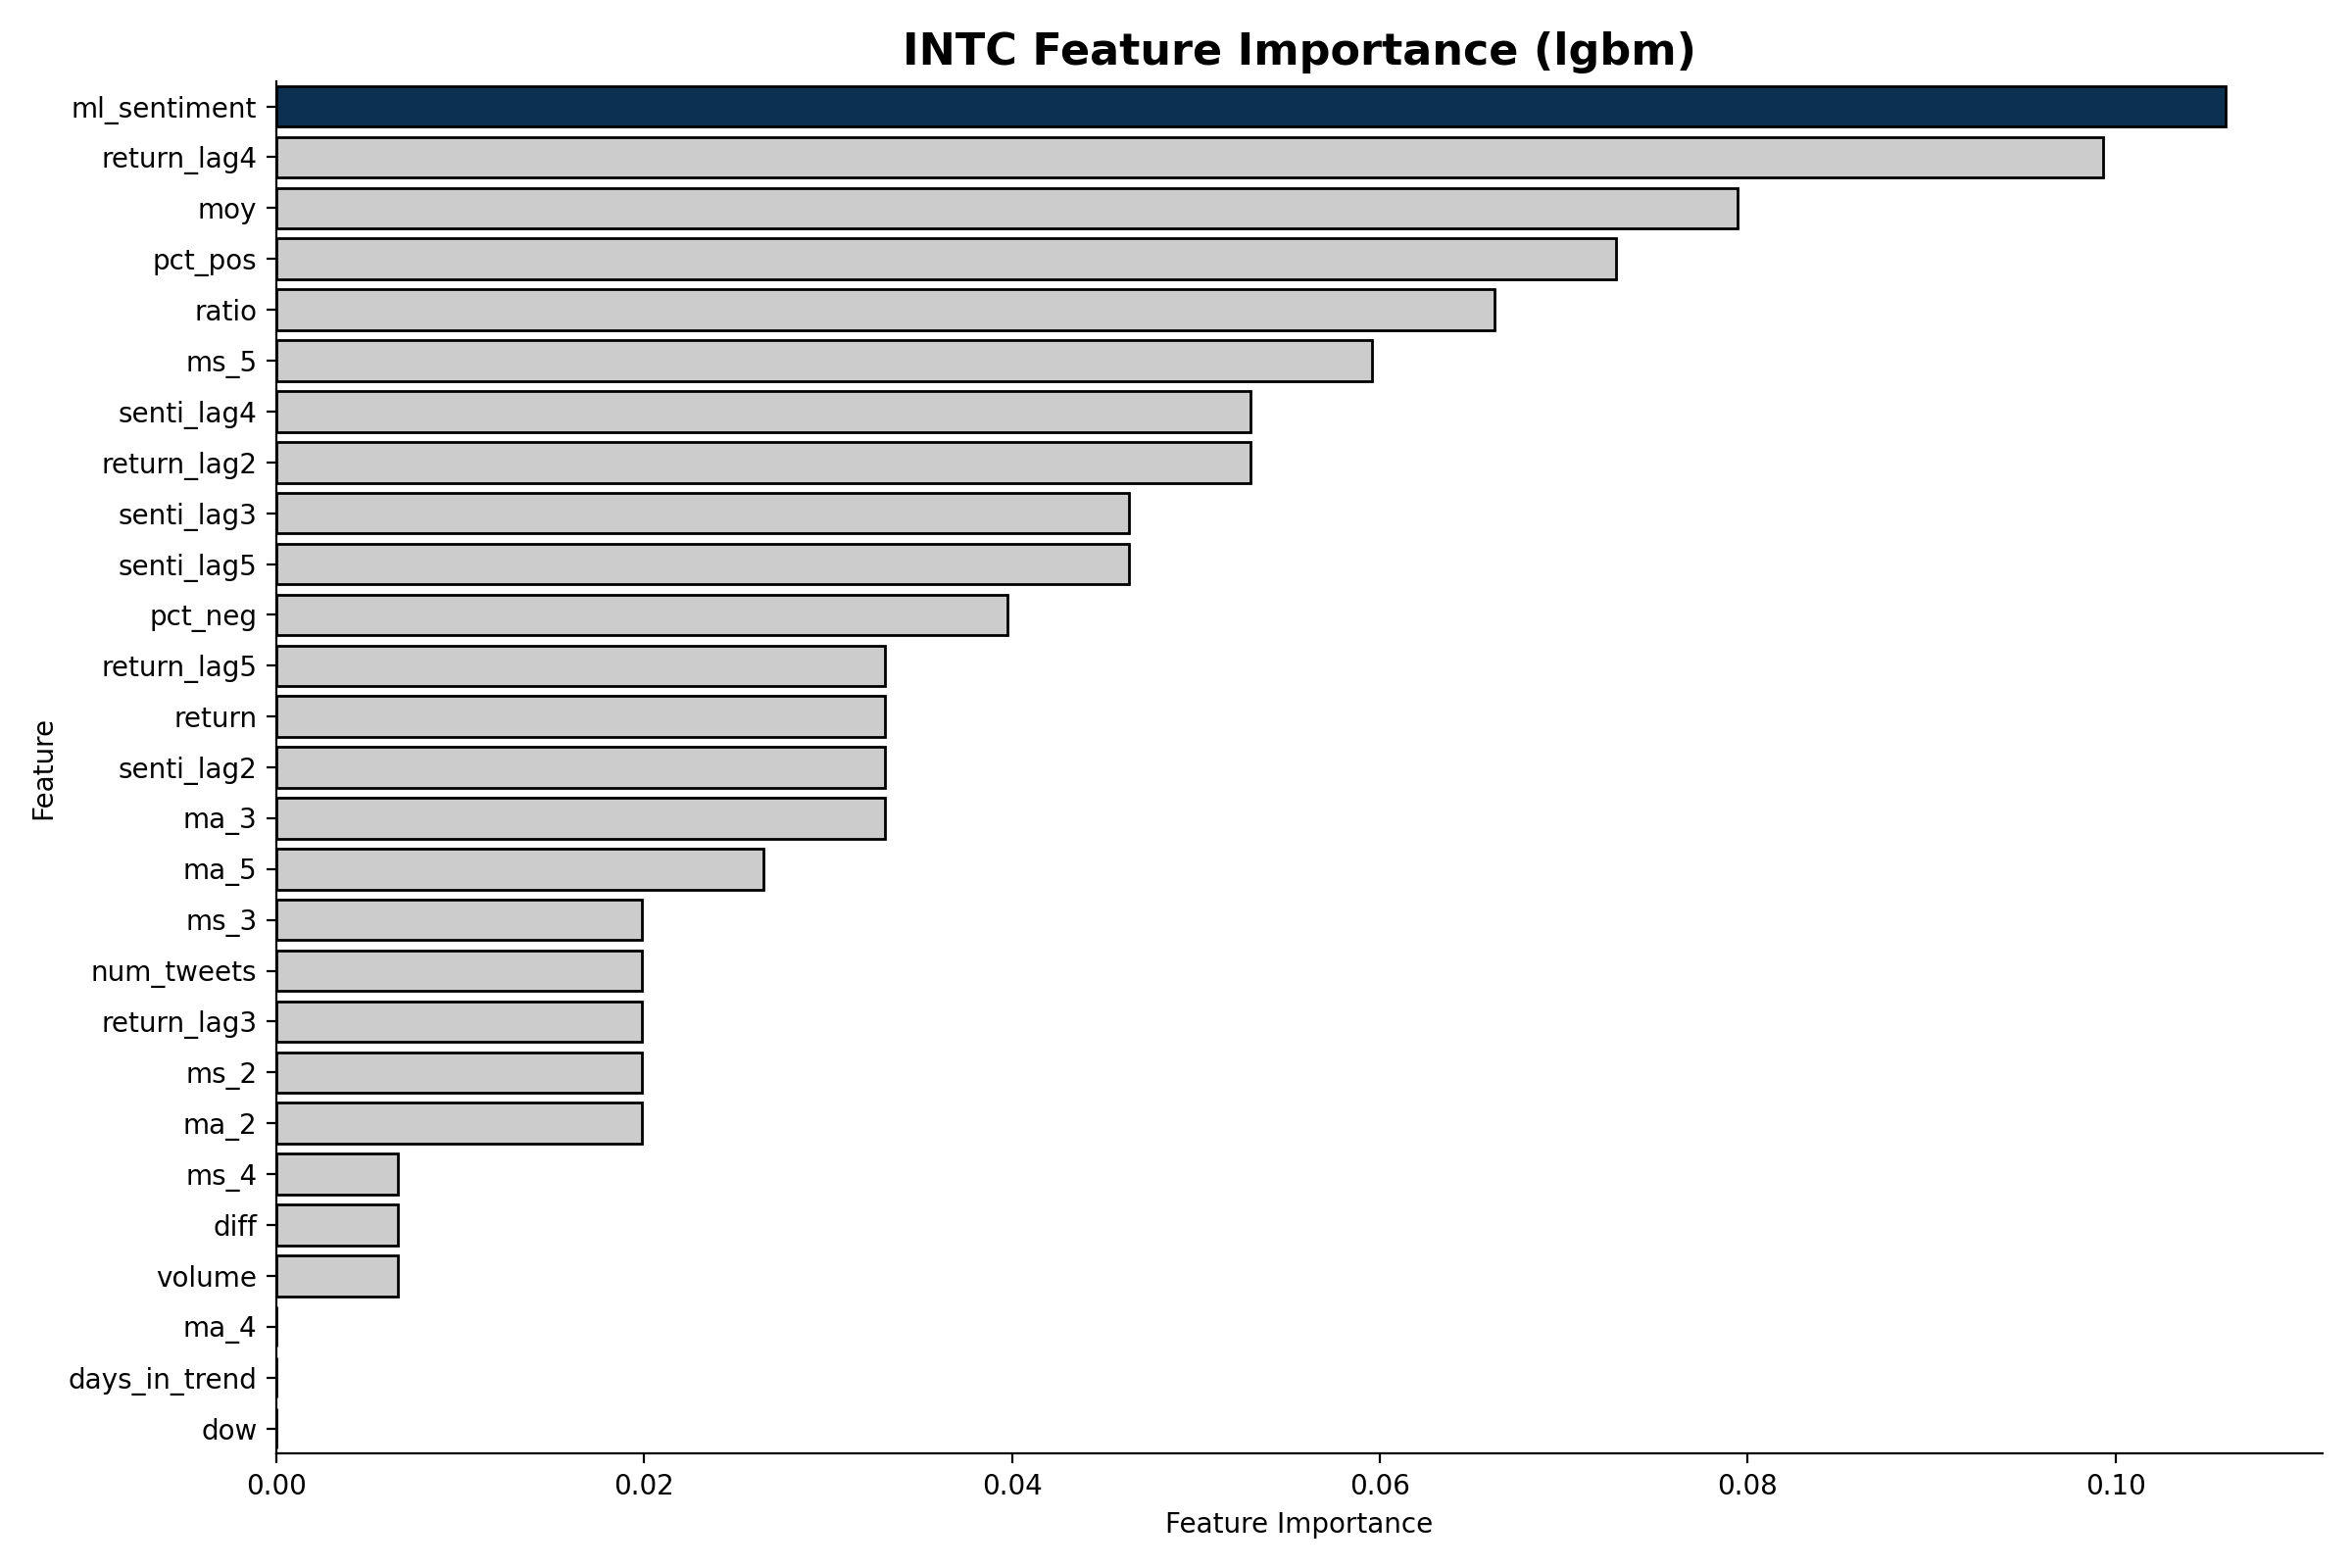 INTC Feature Importance (lgbm)
ml_sentiment
return_lag4
moy
pct_pos
ratio
ms_5
senti_lag4
return_lag2
senti_lag3
senti_lag5
pct_neg
return_lag5
return
senti_lag2
ma_3
ma_5
ms_3
num_tweets
return_lag3
ms_2
ma_2
ms_4
diff
volume
ma_4
days_in_trend
dow
Feature
0.00 0.02 0.04 0.06 0.08 0.10
Feature Importance